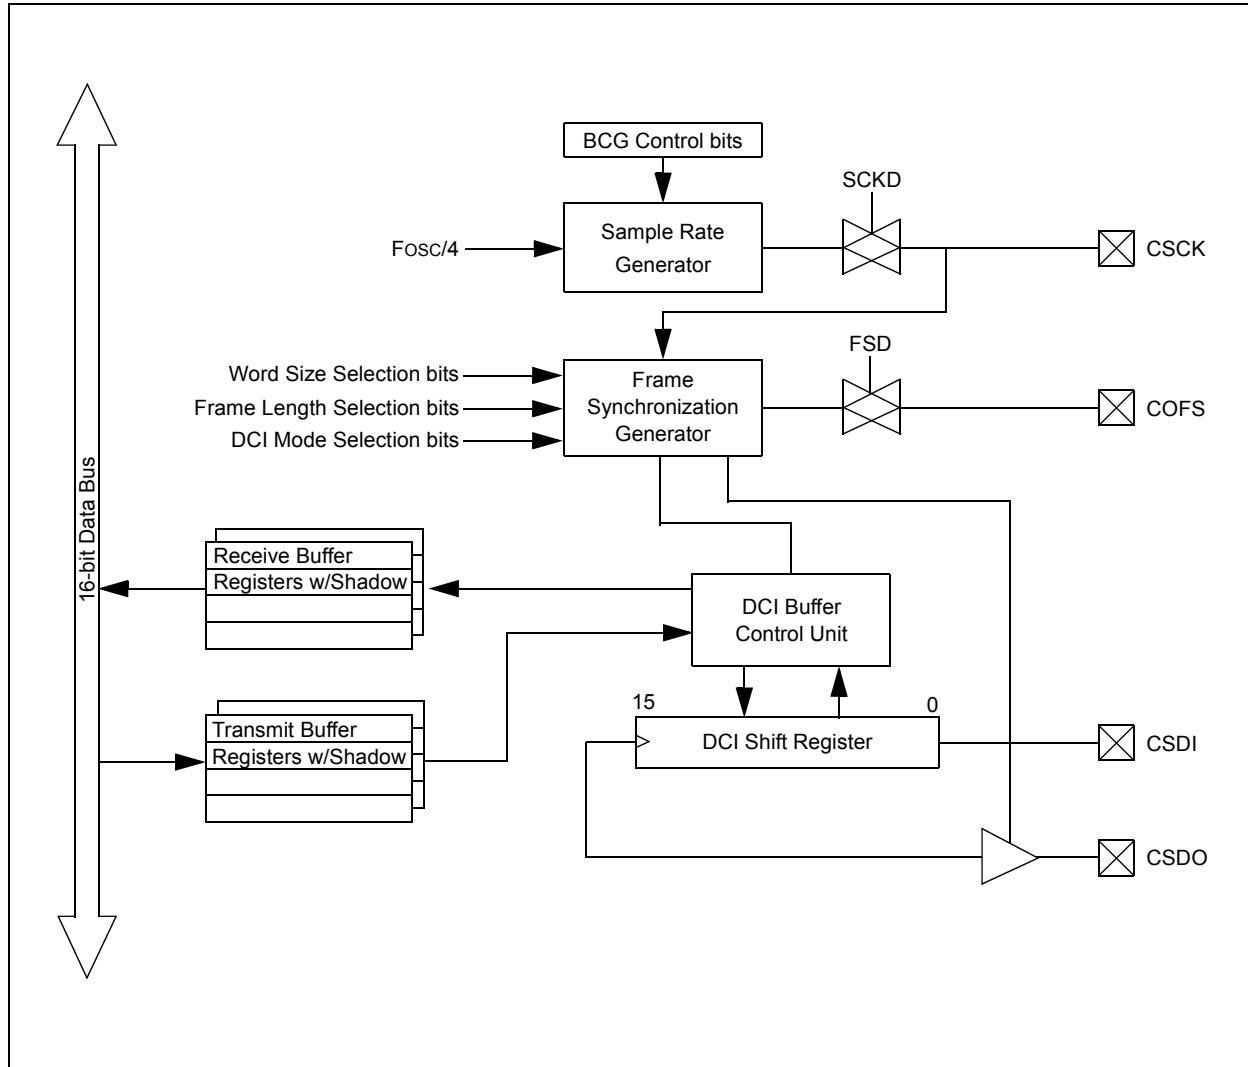 BCG Control bits
SCKD
Sample Rate
Generator
FOSC/4
CSCK
FSD
Word Size Selection bits
Frame Length Selection bits
DCI Mode Selection bits
Frame
Synchronization
Generator
COFS
16-bit Data Bus
Receive Buffer
Registers w/Shadow
DCI Buffer
Control Unit
Transmit Buffer
Registers w/Shadow
15
0
DCI Shift Register
CSDI
CSDO